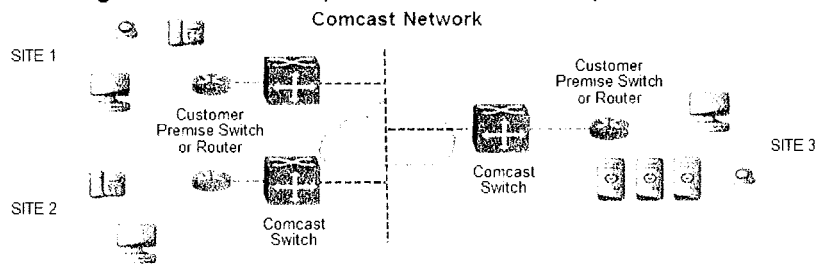 Comcast Network
SITE 1
Customer
Premise Switch
or Router
SITE 2
Comcast
Switch
Comcast
Switch
Customer
Premise Switch
or Router
SITE 3